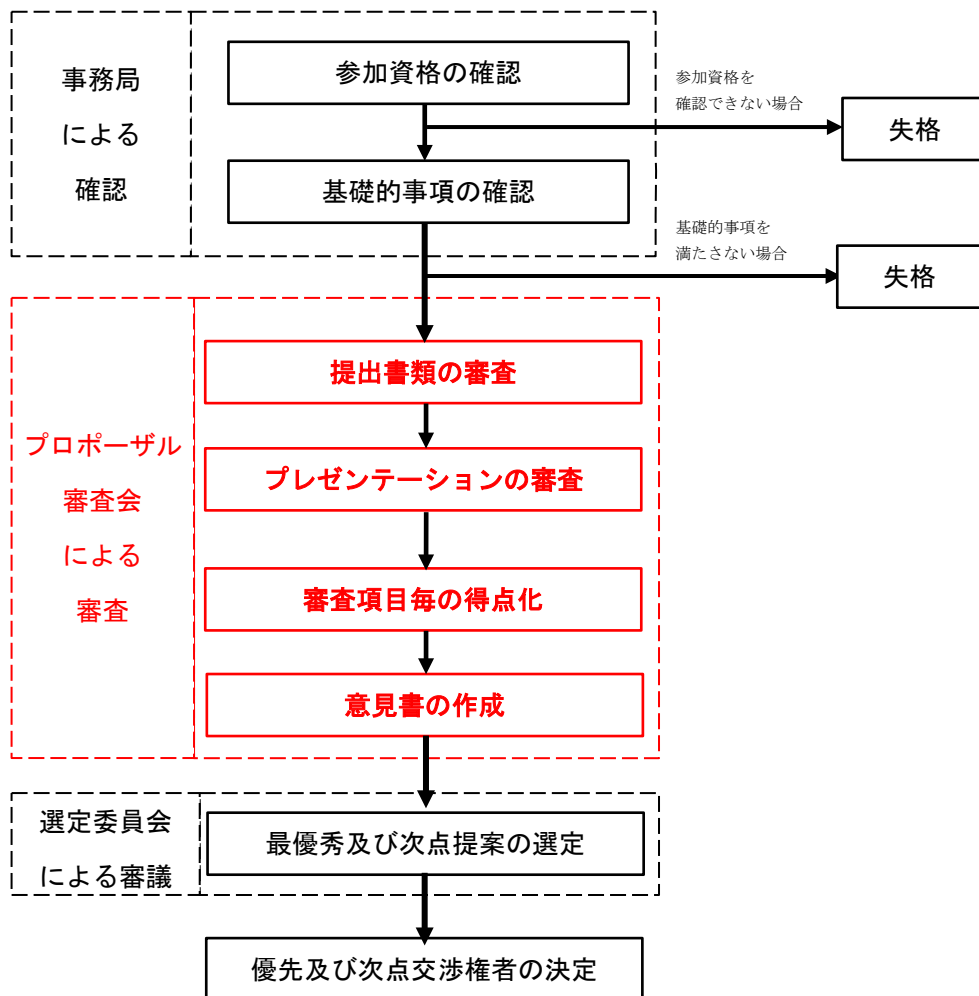 事務局
による
確認
参加資格の確認
参加資格を
確認できない場合
失格
基礎的事項の確認
基礎的事項を
満たさない場合
失格
プロポーザル
審査会
による
審査
提出書類の審査
プレゼンテーションの審査
審査項目毎の得点化
意見書の作成
選定委員会
による審議
最優秀及び次点提案の選定
優先及び次点交渉権者の決定